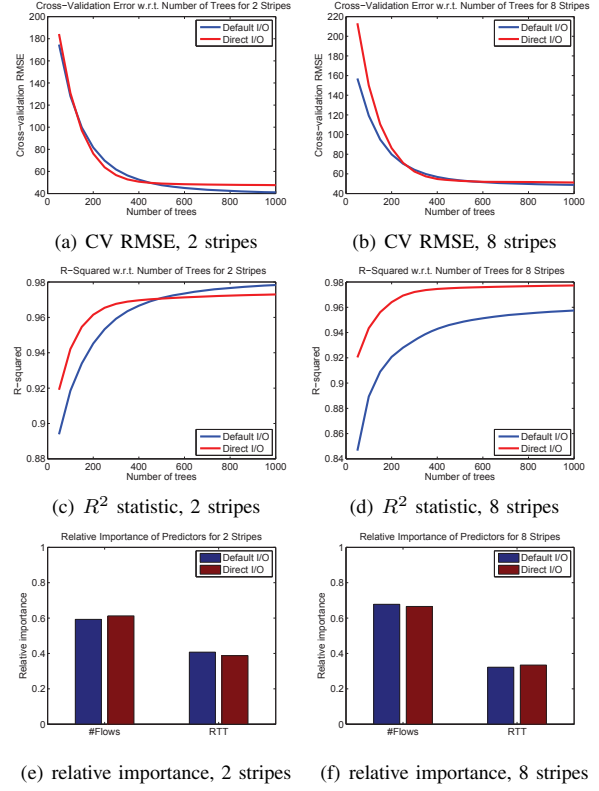 Cross−Validation Error w.r.t. Number of Trees for 2 Stripes
200
180
160
140
120
100
80
60
40
Cross−validation RMSE
Default I/O
Direct I/O
0 200 400 600 800 1000
Number of trees
(a) CV RMSE, 2 stripes
Cross−Validation Error w.r.t. Number of Trees for 8 Stripes
220
200
180
160
140
120
100
80
60
40
Cross−validation RMSE
Default I/O
Direct I/O
0 200 400 600 800 1000
Number of trees
(b) CV RMSE, 8 stripes
R−Squared w.r.t. Number of Trees for 2 Stripes
0.98
0.96
0.94
0.92
0.9
0.88
R−squared
Default I/O
Direct I/O
0 200 400 600 800 1000
Number of trees
(c) R² statistic, 2 stripes
R−Squared w.r.t. Number of Trees for 8 Stripes
0.98
0.96
0.94
0.92
0.9
0.88
0.86
0.84
R−squared
Default I/O
Direct I/O
0 200 400 600 800 1000
Number of trees
(d) R² statistic, 8 stripes
Relative Importance of Predictors for 2 Stripes
1
0.8
0.6
0.4
0.2
0
Relative importance
Default I/O
Direct I/O
#Flows RTT
(e) relative importance, 2 stripes
Relative Importance of Predictors for 8 Stripes
1
0.8
0.6
0.4
0.2
0
Relative importance
Default I/O
Direct I/O
#Flows RTT
(f) relative importance, 8 stripes